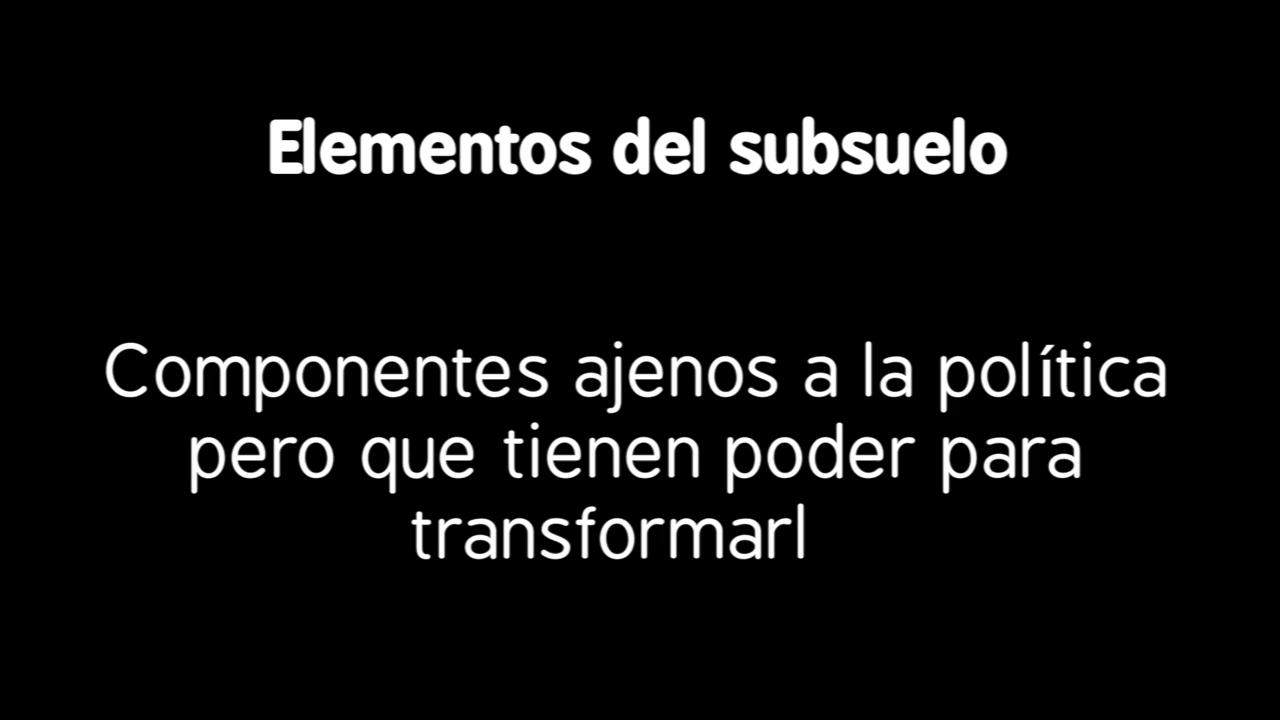 Elementos del subsuelo
Componentes ajenos a la política
pero que tienen poder para
transformarl